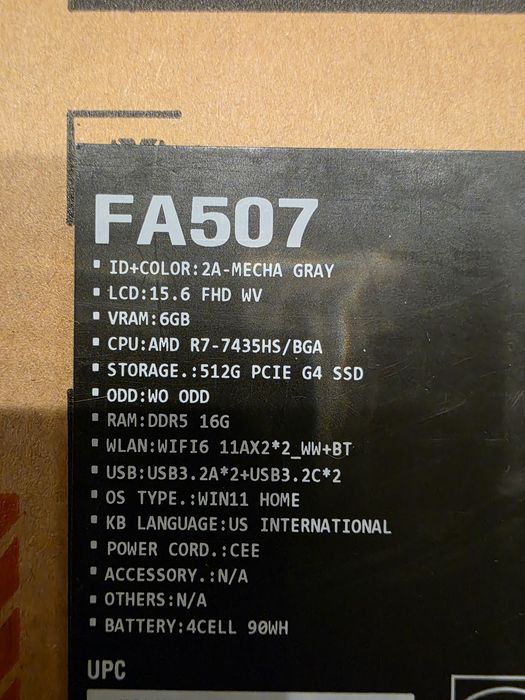 FA507
▪ ID+COLOR:2A-MECHA GRAY
▪ LCD:15.6 FHD WV
▪ VRAM:6GB
▪ CPU:AMD R7-7435HS/BGA
▪ STORAGE.:512G PCIE G4 SSD
▪ ODD:WO ODD
▪ RAM:DDR5 16G
▪ WLAN:WIFI6 11AX2*2_WW+BT
▪ USB:USB3.2A*2+USB3.2C*2
▪ OS TYPE.:WIN11 HOME
▪ KB LANGUAGE:US INTERNATIONAL
▪ POWER CORD.:CEE
▪ ACCESSORY.:N/A
▪ OTHERS:N/A
▪ BATTERY:4CELL 90WH
UPC